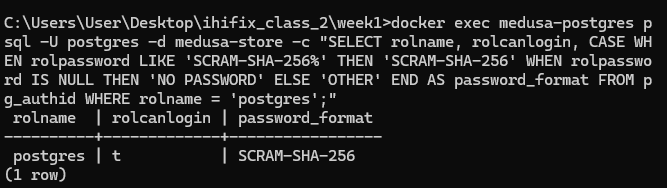 C:\Users\User\Desktop\ihifix_class_2\week1>docker exec medusa-postgres p
sql -U postgres -d medusa-store -c "SELECT rolname, rolcanlogin, CASE WH
EN rolpassword LIKE 'SCRAM-SHA-256%' THEN 'SCRAM-SHA-256' WHEN rolpasswo
rd IS NULL THEN 'NO PASSWORD' ELSE 'OTHER' END AS password_format FROM p
g_authid WHERE rolname = 'postgres';"
 rolname  | rolcanlogin | password_format
----------+-------------+-----------------
 postgres | t           | SCRAM-SHA-256
(1 row)